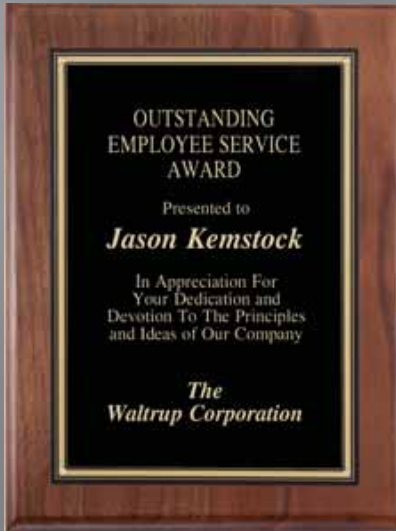 OUTSTANDING
EMPLOYEE SERVICE
AWARD
Presented to
Jason Kemstock
In Appreciation For
Your Dedication and
Devotion To The Principles
and Ideas of Our Company
The
Waltrup Corporation